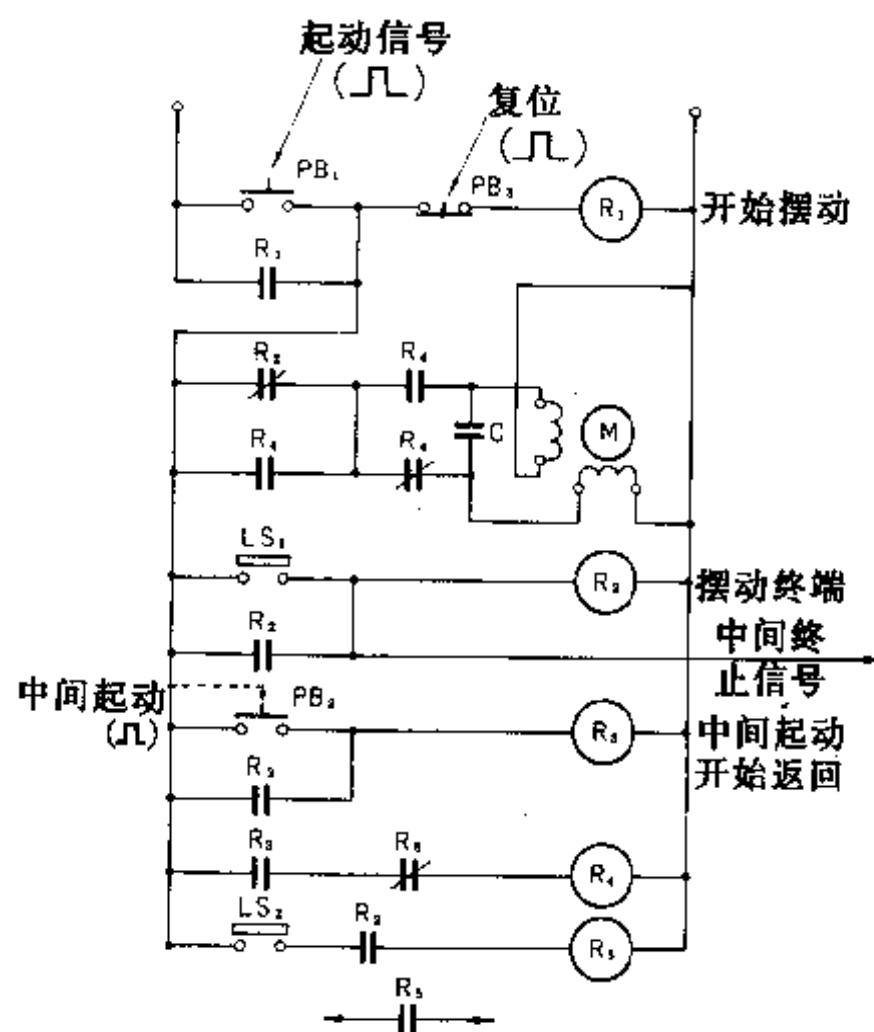 起动信号
(⎍)
复位
(⎍)
PB₁
PB₃
R₁
开始摆动
R₁
R₂
R₄
C
M
R₄
R₄
LS₁
R₂
摆动终端
R₂
中间终
止信号
中间起动
(⎍)
PB₂
R₃
中间起动
开始返回
R₃
R₃
R₅
R₄
LS₂
R₃
R₅
R₅